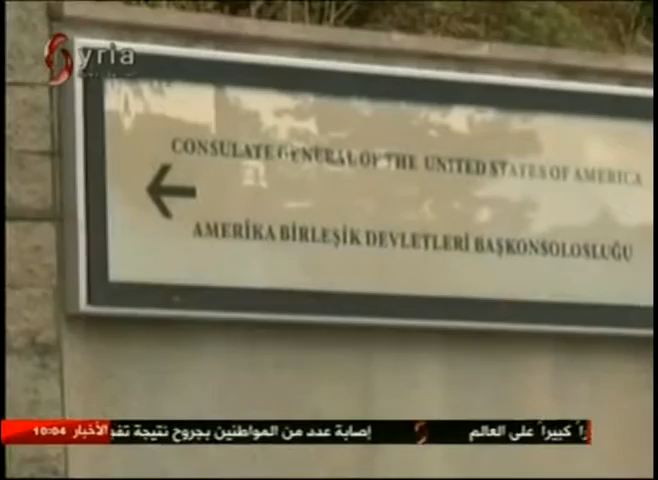 Syria
CONSULATE GENERAL OF THE UNITED STATES OF AMERICA
AMERİKA BİRLEŞİK DEVLETLERİ BAŞKONSOLOSLUĞU
كبيراً على العالم
إصابة عدد من المواطنين بجروح نتيجة
الأخبار 10:04